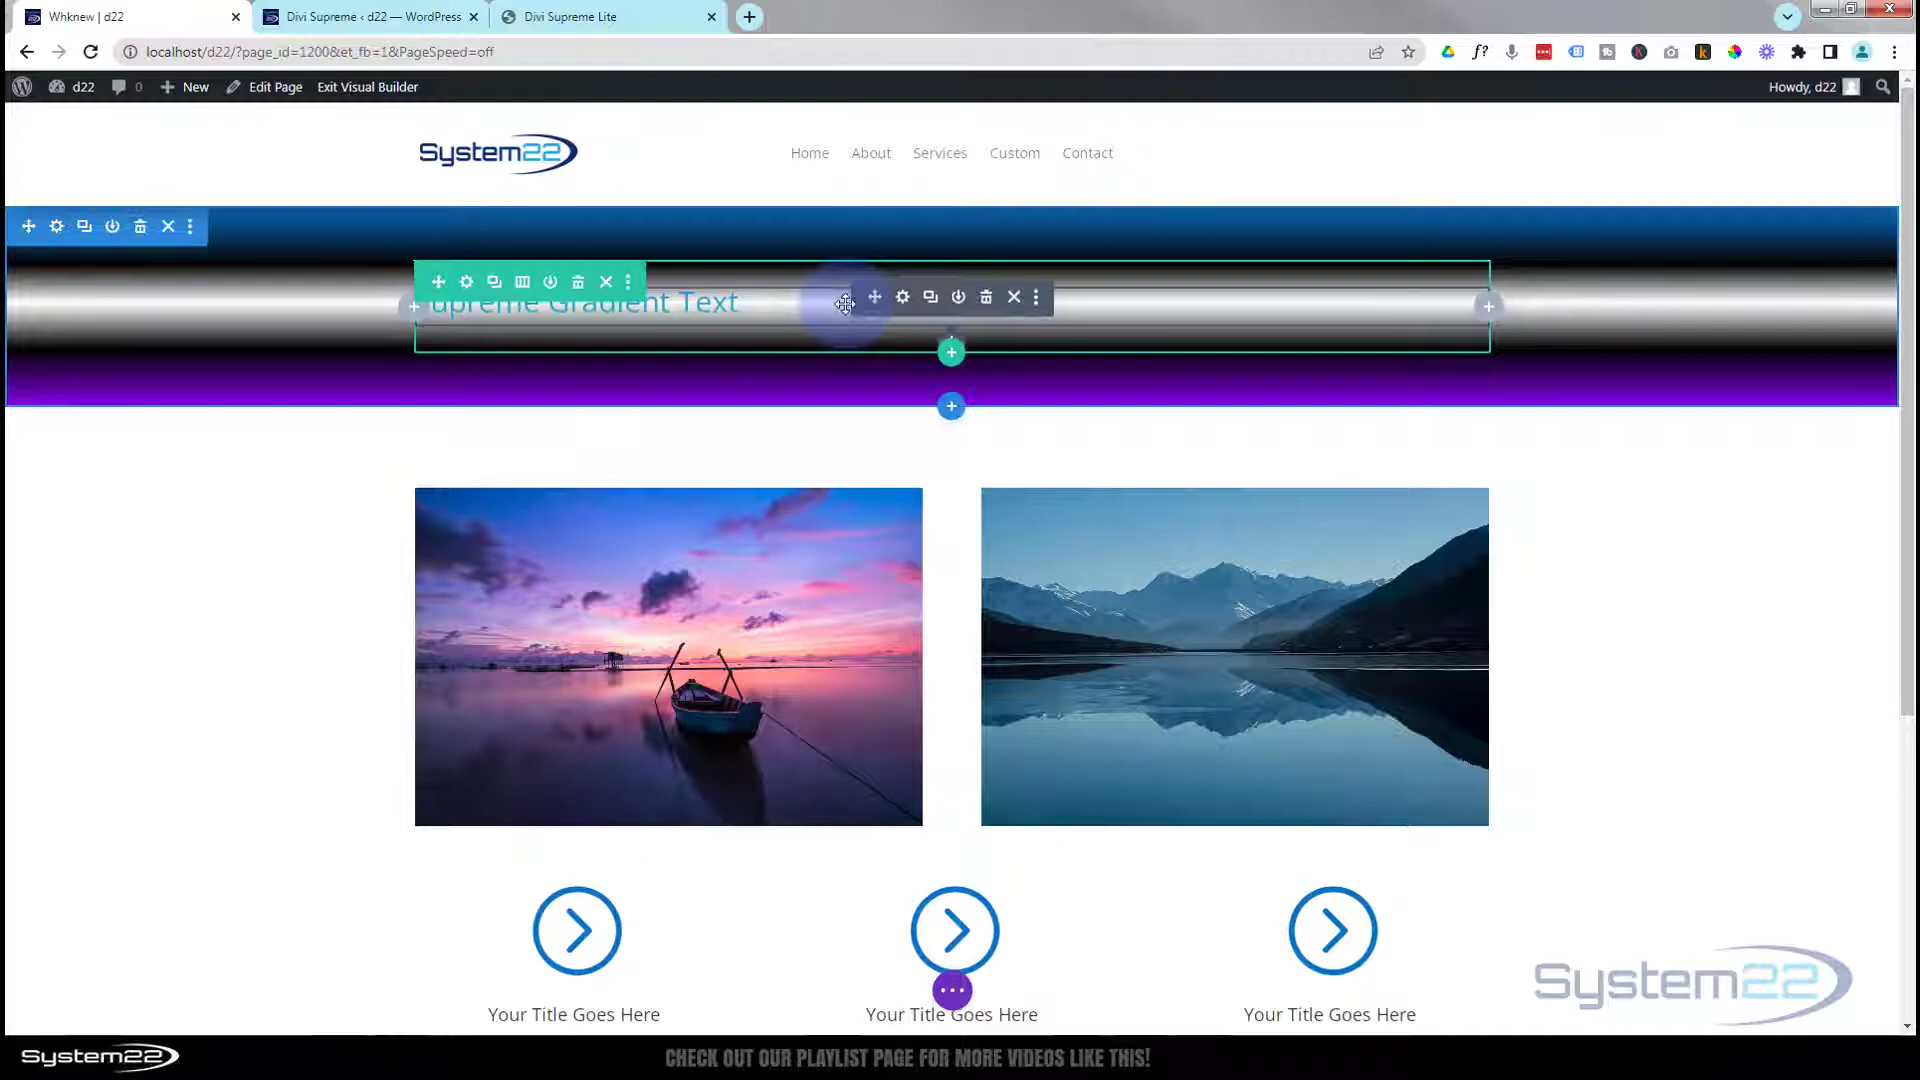 Whknew | d22
Divi Supreme ‹ d22 — WordPress
Divi Supreme Lite
localhost/d22/?page_id=1200&et_fb=1&PageSpeed=off
d22
0
New
Edit Page
Exit Visual Builder
Howdy, d22
System22
Home
About
Services
Custom
Contact
upreme Gradient Text
Your Title Goes Here
Your Title Goes Here
Your Title Goes Here
System22
System22
CHECK OUT OUR PLAYLIST PAGE FOR MORE VIDEOS LIKE THIS!